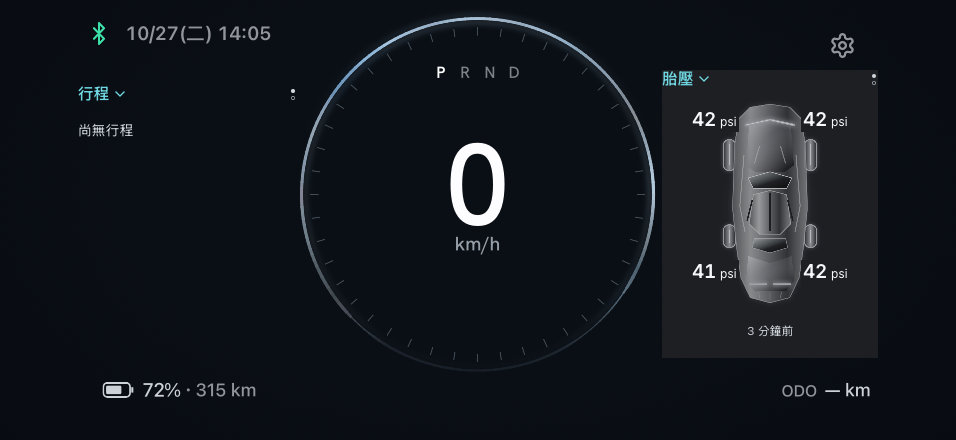 10/27(二) 14:05
P R N D
行程
尚無行程
0
km/h
胎壓
42 psi
42 psi
41 psi
42 psi
3 分鐘前
72% · 315 km
ODO — km